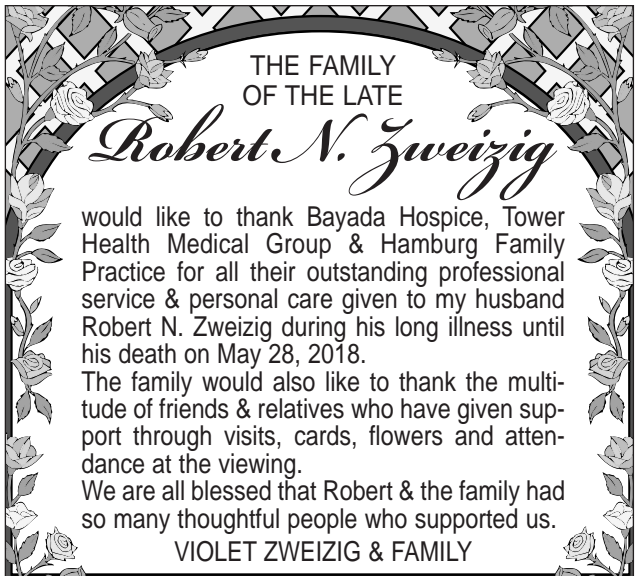 THE FAMILY
OF THE LATE
Robert N. Zweizig
would like to thank Bayada Hospice, Tower
Health Medical Group & Hamburg Family
Practice for all their outstanding professional
service & personal care given to my husband
Robert N. Zweizig during his long illness until
his death on May 28, 2018.
The family would also like to thank the multi-
tude of friends & relatives who have given sup-
port through visits, cards, flowers and atten-
dance at the viewing.
We are all blessed that Robert & the family had
so many thoughtful people who supported us.
VIOLET ZWEIZIG & FAMILY